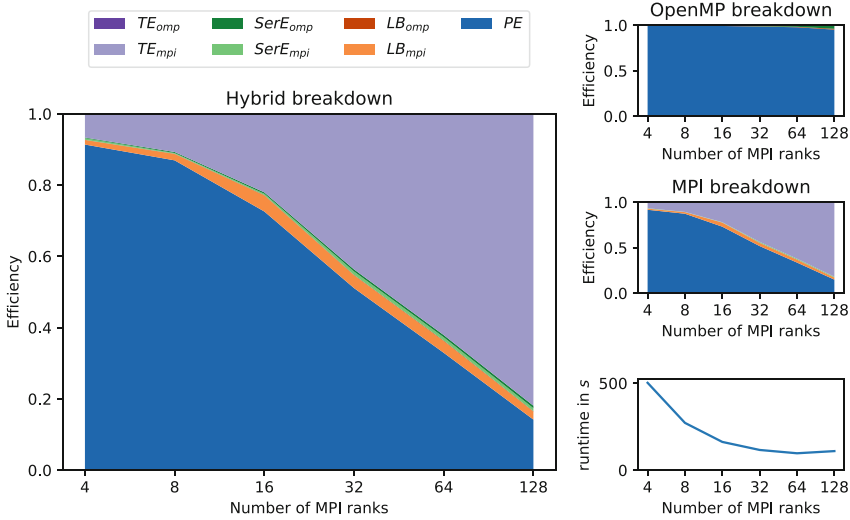 TE_omp SerE_omp LB_omp PE
TE_mpi SerE_mpi LB_mpi
Hybrid breakdown
Efficiency
1.0
0.8
0.6
0.4
0.2
0.0
4 8 16 32 64 128
Number of MPI ranks
OpenMP breakdown
Efficiency
1.0
0.5
0.0
4 8 16 32 64 128
Number of MPI ranks
MPI breakdown
Efficiency
1.0
0.5
0.0
4 8 16 32 64 128
Number of MPI ranks
runtime in s
500
0
4 8 16 32 64 128
Number of MPI ranks